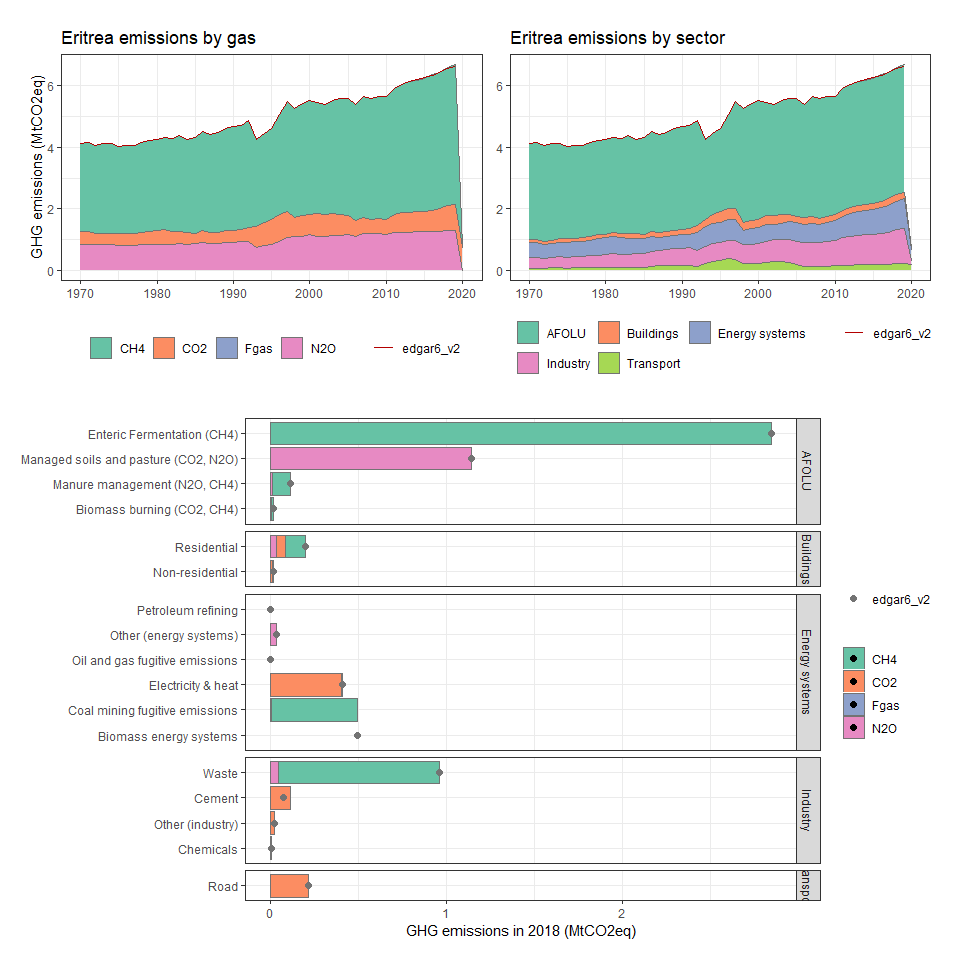 Eritrea emissions by gas
Eritrea emissions by sector
GHG emissions (MtCO2eq)
6
4
2
0
1970 1980 1990 2000 2010 2020
6
4
2
0
1970 1980 1990 2000 2010 2020
CH4 CO2 Fgas N2O edgar6_v2
AFOLU Buildings Energy systems edgar6_v2
Industry Transport
Enteric Fermentation (CH4)
Managed soils and pasture (CO2, N2O)
Manure management (N2O, CH4)
Biomass burning (CO2, CH4)
AFOLU
Residential
Non-residential
Buildings
Petroleum refining
Other (energy systems)
Oil and gas fugitive emissions
Electricity & heat
Coal mining fugitive emissions
Biomass energy systems
Energy systems
Waste
Cement
Other (industry)
Chemicals
Industry
Road
anspo
0 1 2
GHG emissions in 2018 (MtCO2eq)
edgar6_v2
CH4
CO2
Fgas
N2O